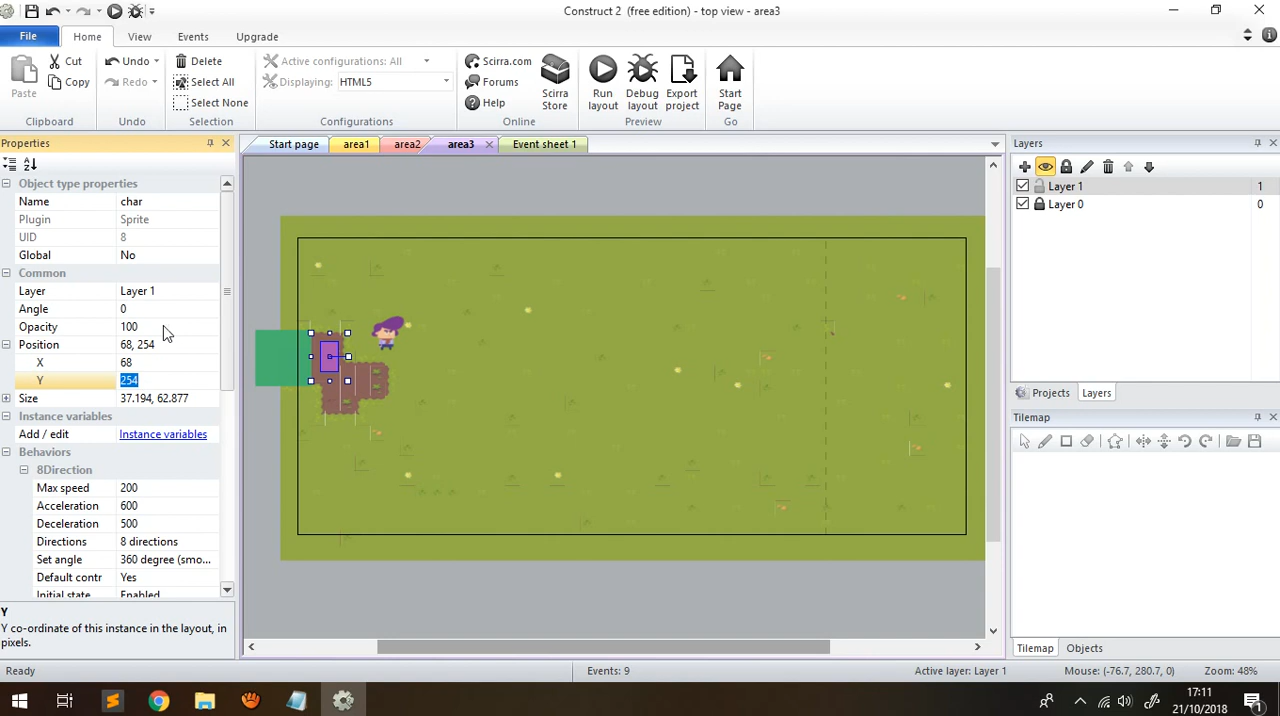 Construct 2 (free edition) - top view - area3
File Home View Events Upgrade
Paste Cut Copy Undo Redo Delete Select All Select None
Active configurations: All
Displaying: HTML5
Scirra.com Forums Help Scirra Store
Run layout Debug layout Export project Start Page
Clipboard Undo Selection Configurations Online Preview Go
Properties
Start page area1 area2 area3 Event sheet 1
Layers
Object type properties
Name char
Plugin Sprite
UID 8
Global No
Common
Layer Layer 1
Angle 0
Opacity 100
Position 68, 254
X 68
Y 254
Size 37.194, 62.877
Instance variables
Add / edit Instance variables
Behaviors
8Direction
Max speed 200
Acceleration 600
Deceleration 500
Directions 8 directions
Set angle 360 degree (smo...
Default contr Yes
Initial state Enabled
Y
Y co-ordinate of this instance in the layout, in
pixels.
Layer 1 1
Layer 0 0
Projects Layers
Tilemap
Tilemap Objects
Ready Events: 9 Active layer: Layer 1 Mouse: (-76.7, 280.7, 0) Zoom: 48%
17:11
21/10/2018
1